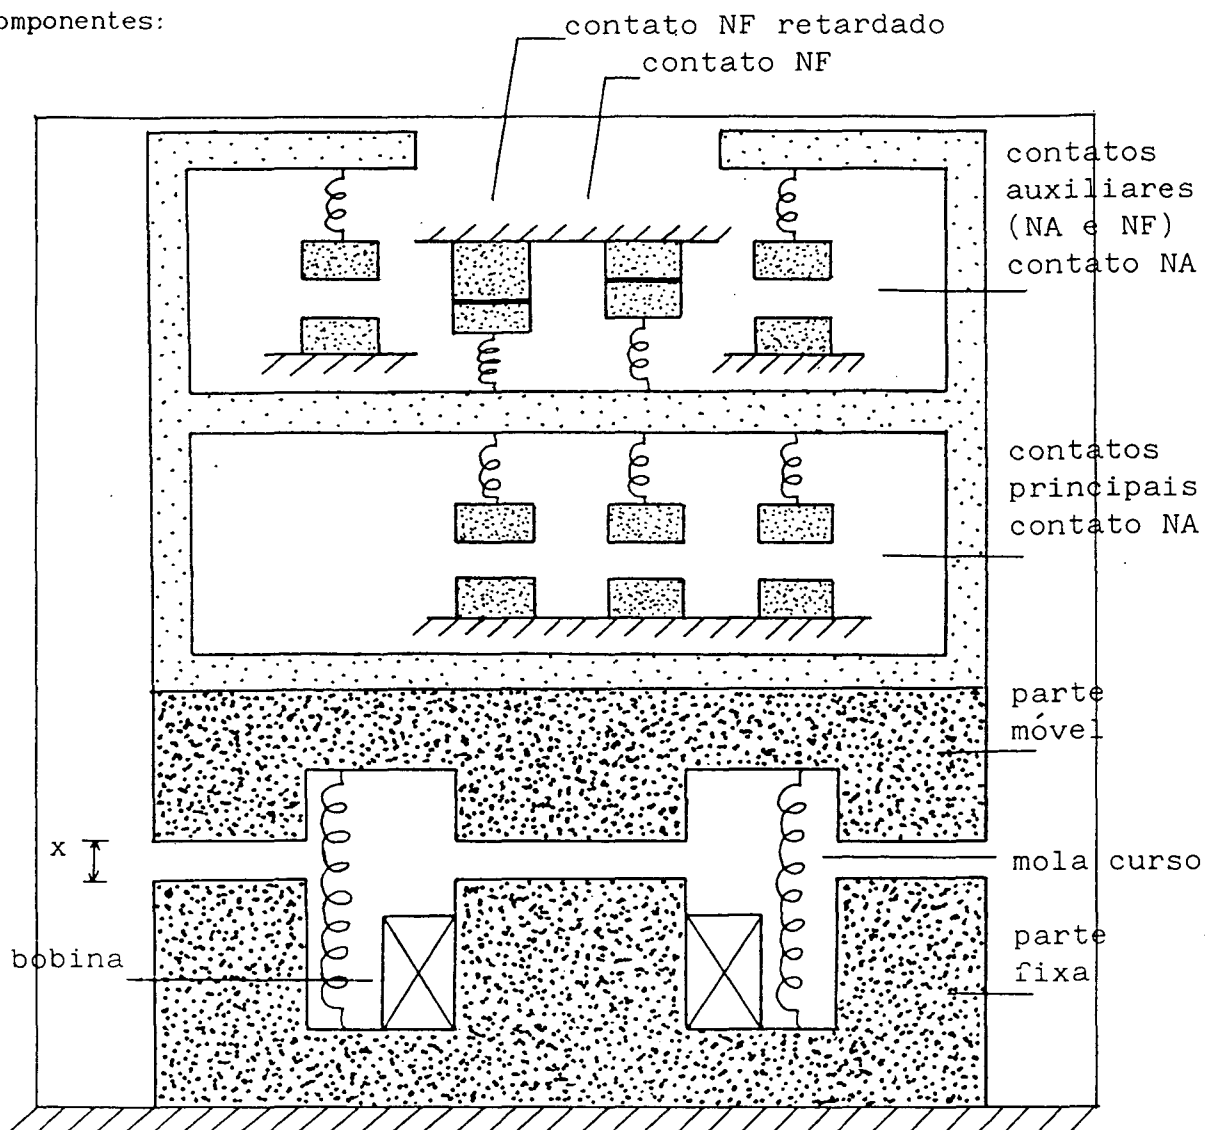 omponentes:
contato NF retardado
contato NF
contatos
auxiliares
(NA e NF)
contato NA
contatos
principais
contato NA
parte
móvel
x
mola curso
bobina
parte
fixa